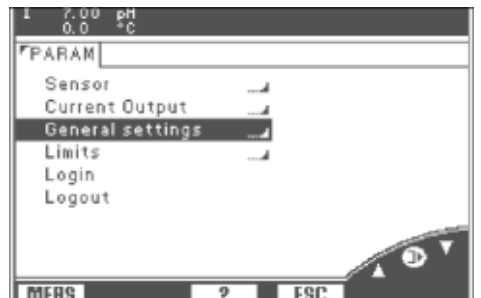 I 7.00 pH
0.0 °C
PARAM
Sensor
Current Output
General settings
Limits
Login
Logout
MEAS ? ESC